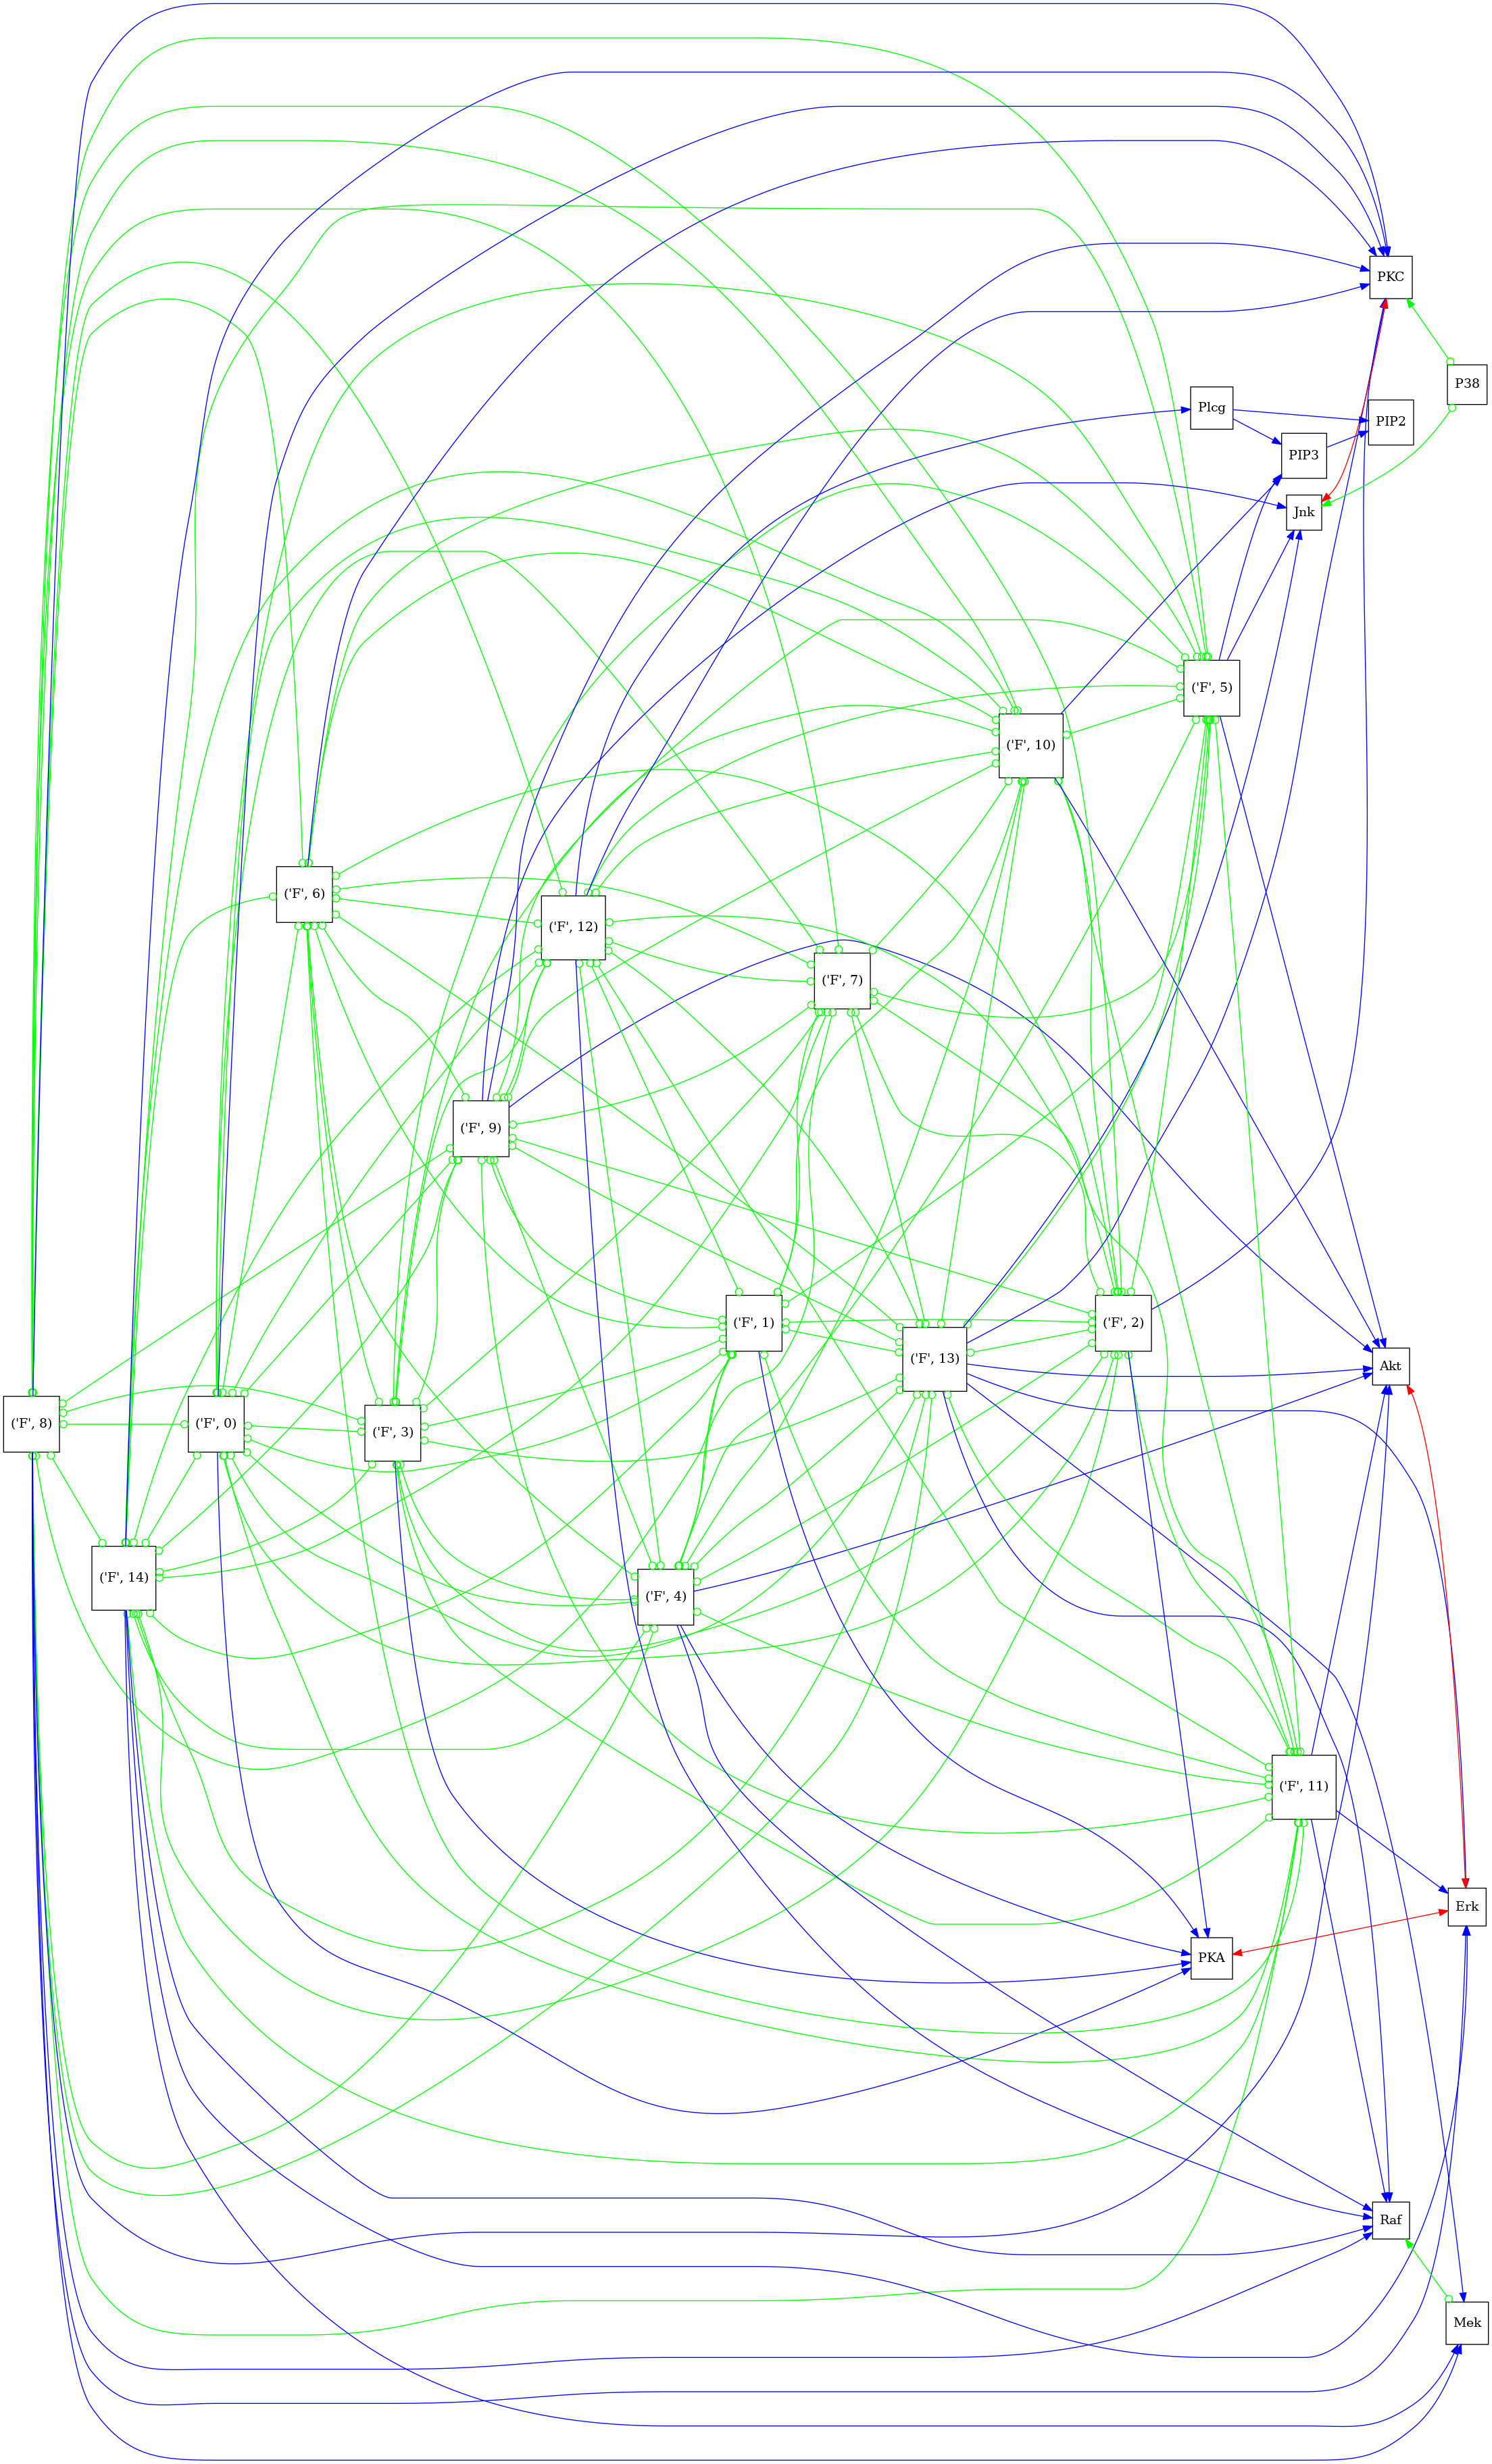 PKC
P38
Plcg
PIP2
PIP3
Jnk
('F', 5)
('F', 10)
('F', 6)
('F', 12)
('F', 7)
('F', 9)
('F', 1)
('F', 2)
('F', 13)
Akt
('F', 8)
('F', 0)
('F', 3)
('F', 14)
('F', 4)
('F', 11)
Erk
PKA
Raf
Mek